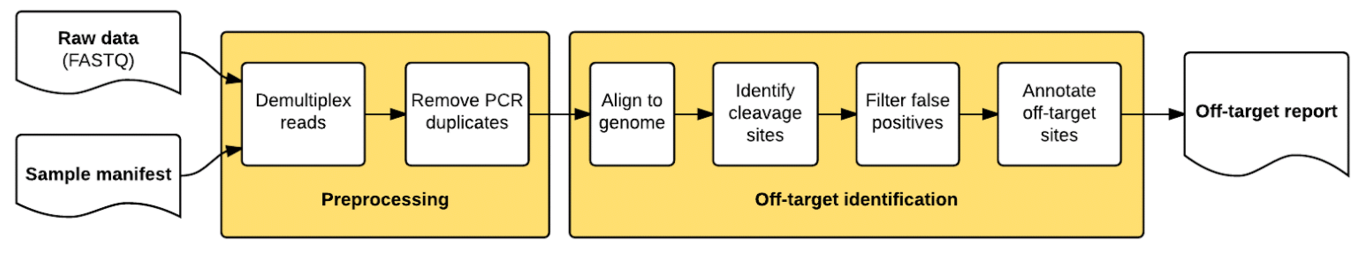 Raw data
(FASTQ)
Sample manifest
Demultiplex
reads
Remove PCR
duplicates
Preprocessing
Align to
genome
Identify
cleavage
sites
Filter false
positives
Annotate
off-target
sites
Off-target identification
Off-target report